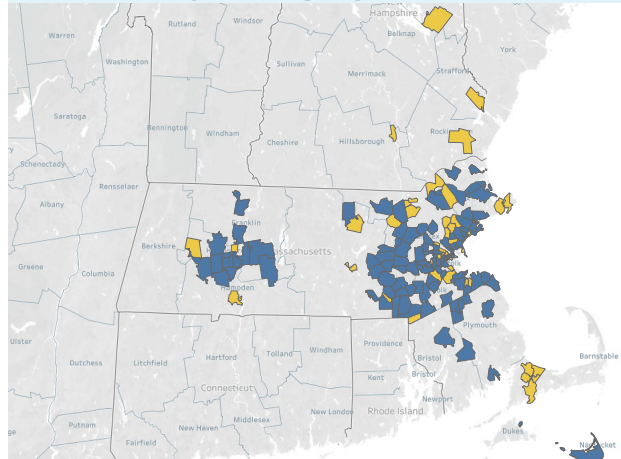 Hampshire
Rutland
Windsor
Warren
Belknap
Washington
Sullivan
York
Merrimack
Strafford
Saratoga
Bennington
Windham
Cheshire
Hillsborough
Schenectady
Rensselaer
Albany
Franklin
Berkshire
Greene
Columbia
Hampden
Plymouth
Ulster
Providence
Dutchess
Litchfield
Hartford
Tolland
Windham
Bristol
Barnstable
Kent
Bristol
Connecticut
Newport
New London
Rhode Island
Putnam
New Haven
Middlesex
Dukes
Fairfield